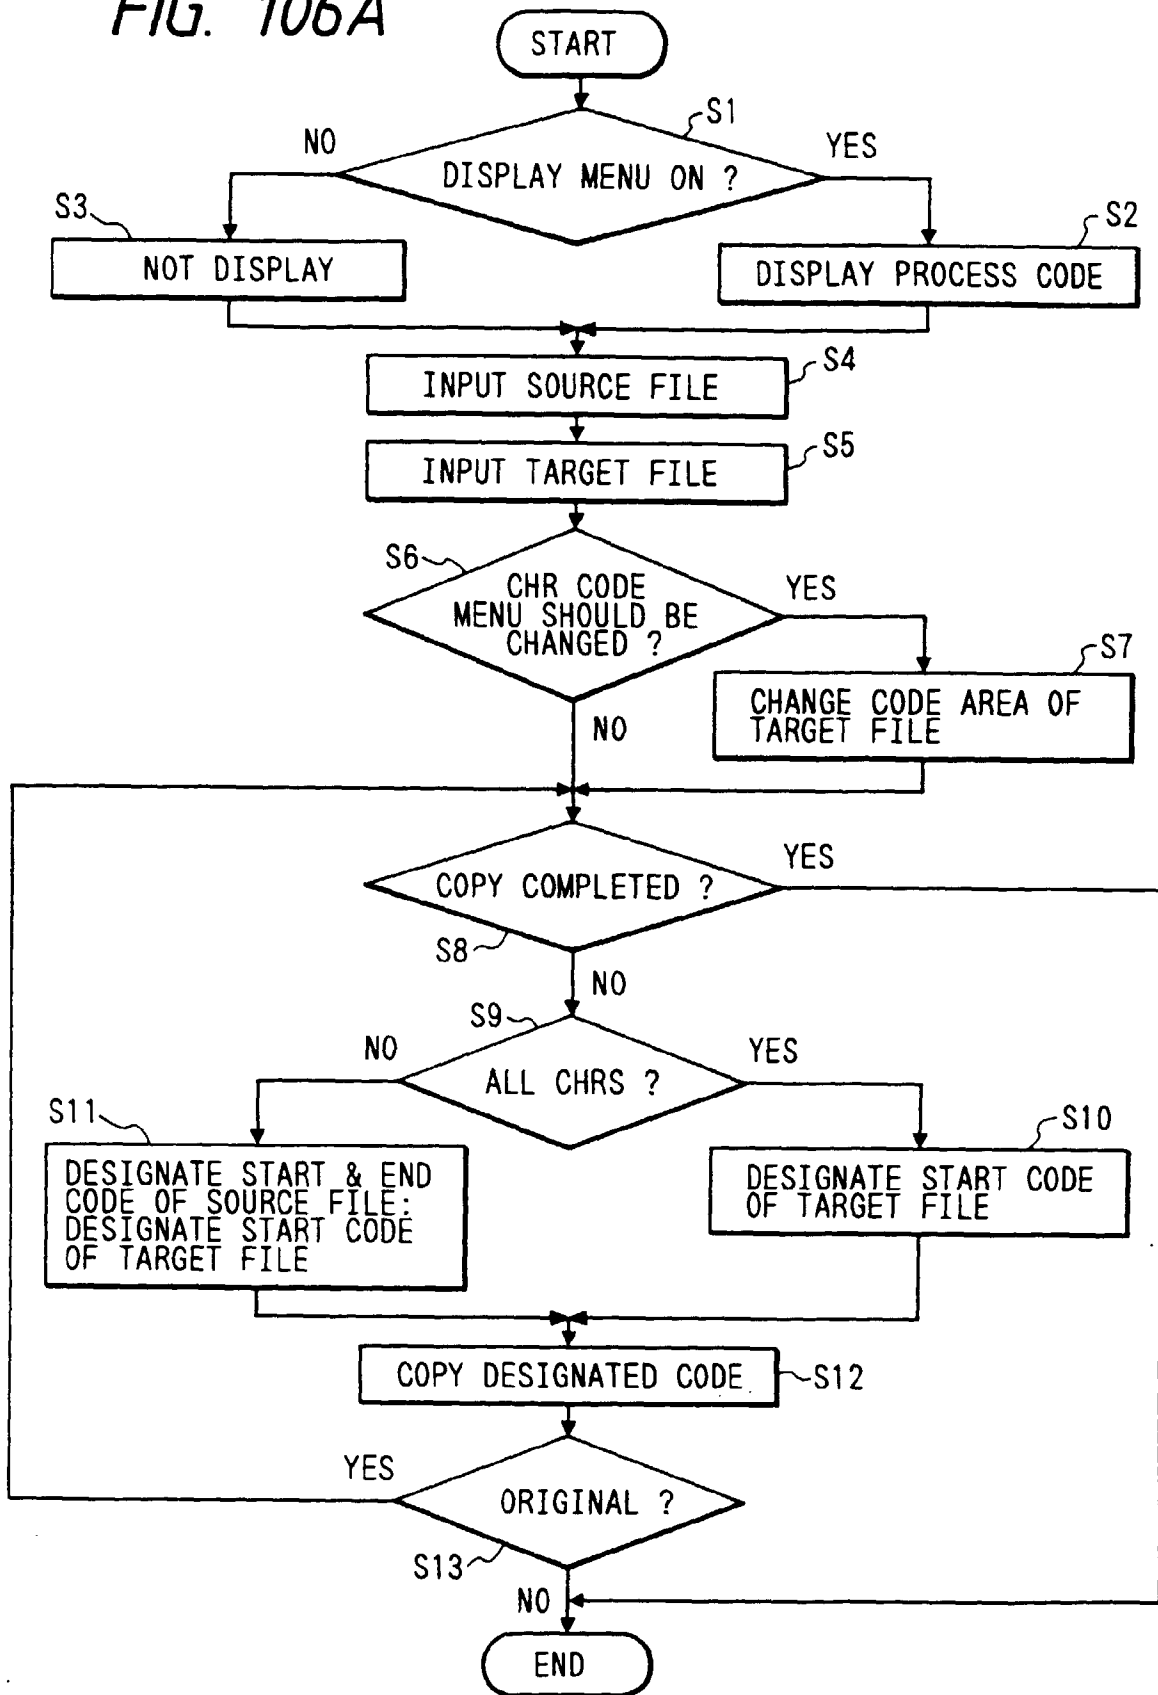 FIG. 106A
START
S1
NO
YES
DISPLAY MENU ON ?
S3
S2
NOT DISPLAY
DISPLAY PROCESS CODE
S4
INPUT SOURCE FILE
S5
INPUT TARGET FILE
S6
CHR CODE
MENU SHOULD BE
CHANGED ?
YES
S7
CHANGE CODE AREA OF
TARGET FILE
NO
COPY COMPLETED ?
YES
S8
NO
S9
NO
YES
ALL CHRS ?
S11
S10
DESIGNATE START & END
CODE OF SOURCE FILE:
DESIGNATE START CODE
OF TARGET FILE
DESIGNATE START CODE
OF TARGET FILE
COPY DESIGNATED CODE
S12
YES
ORIGINAL ?
S13
NO
END